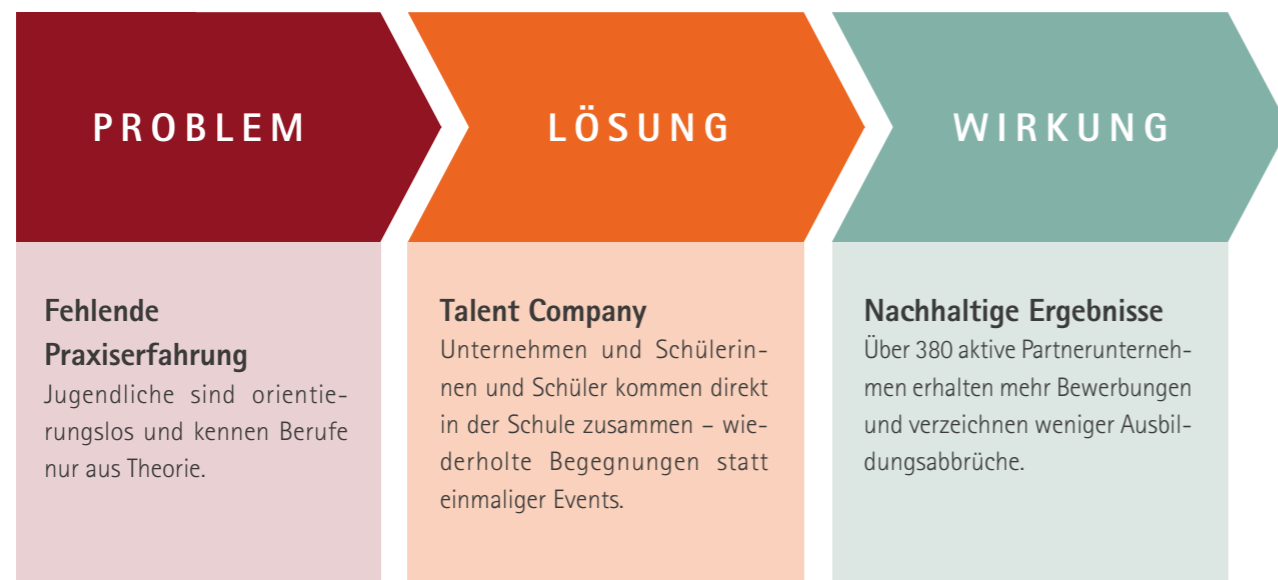 PROBLEM
LÖSUNG
WIRKUNG
Fehlende
Praxiserfahrung
Jugendliche sind orientie-
rungslos und kennen Berufe
nur aus Theorie.
Talent Company
Unternehmen und Schülerin-
nen und Schüler kommen direkt
in der Schule zusammen – wie-
derholte Begegnungen statt
einmaliger Events.
Nachhaltige Ergebnisse
Über 380 aktive Partnerunterneh-
men erhalten mehr Bewerbungen
und verzeichnen weniger Ausbil-
dungsabbrüche.